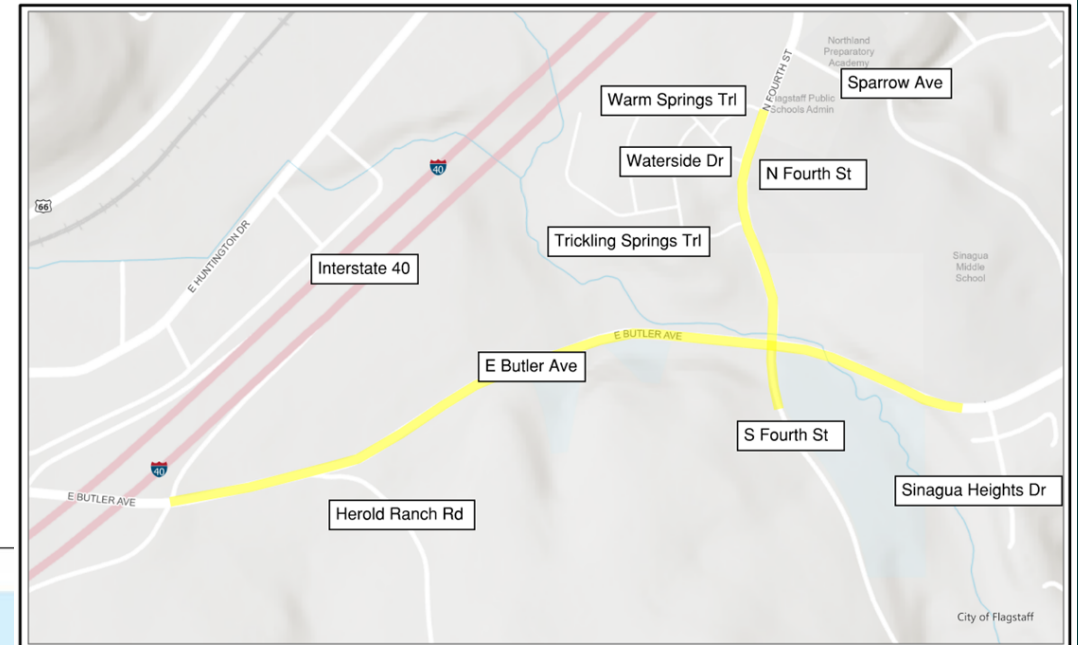 Northland
Preparatory
Academy
N FOURTH ST
Sparrow Ave
Warm Springs Trl
Flagstaff Public
Schools Admin
Waterside Dr
40
N Fourth St
66
Trickling Springs Trl
E HUNTINGTON DR
Interstate 40
Sinagua
Middle
School
E BUTLER AVE
E Butler Ave
S Fourth St
40
E BUTLER AVE
Sinagua Heights Dr
Herold Ranch Rd
City of Flagstaff